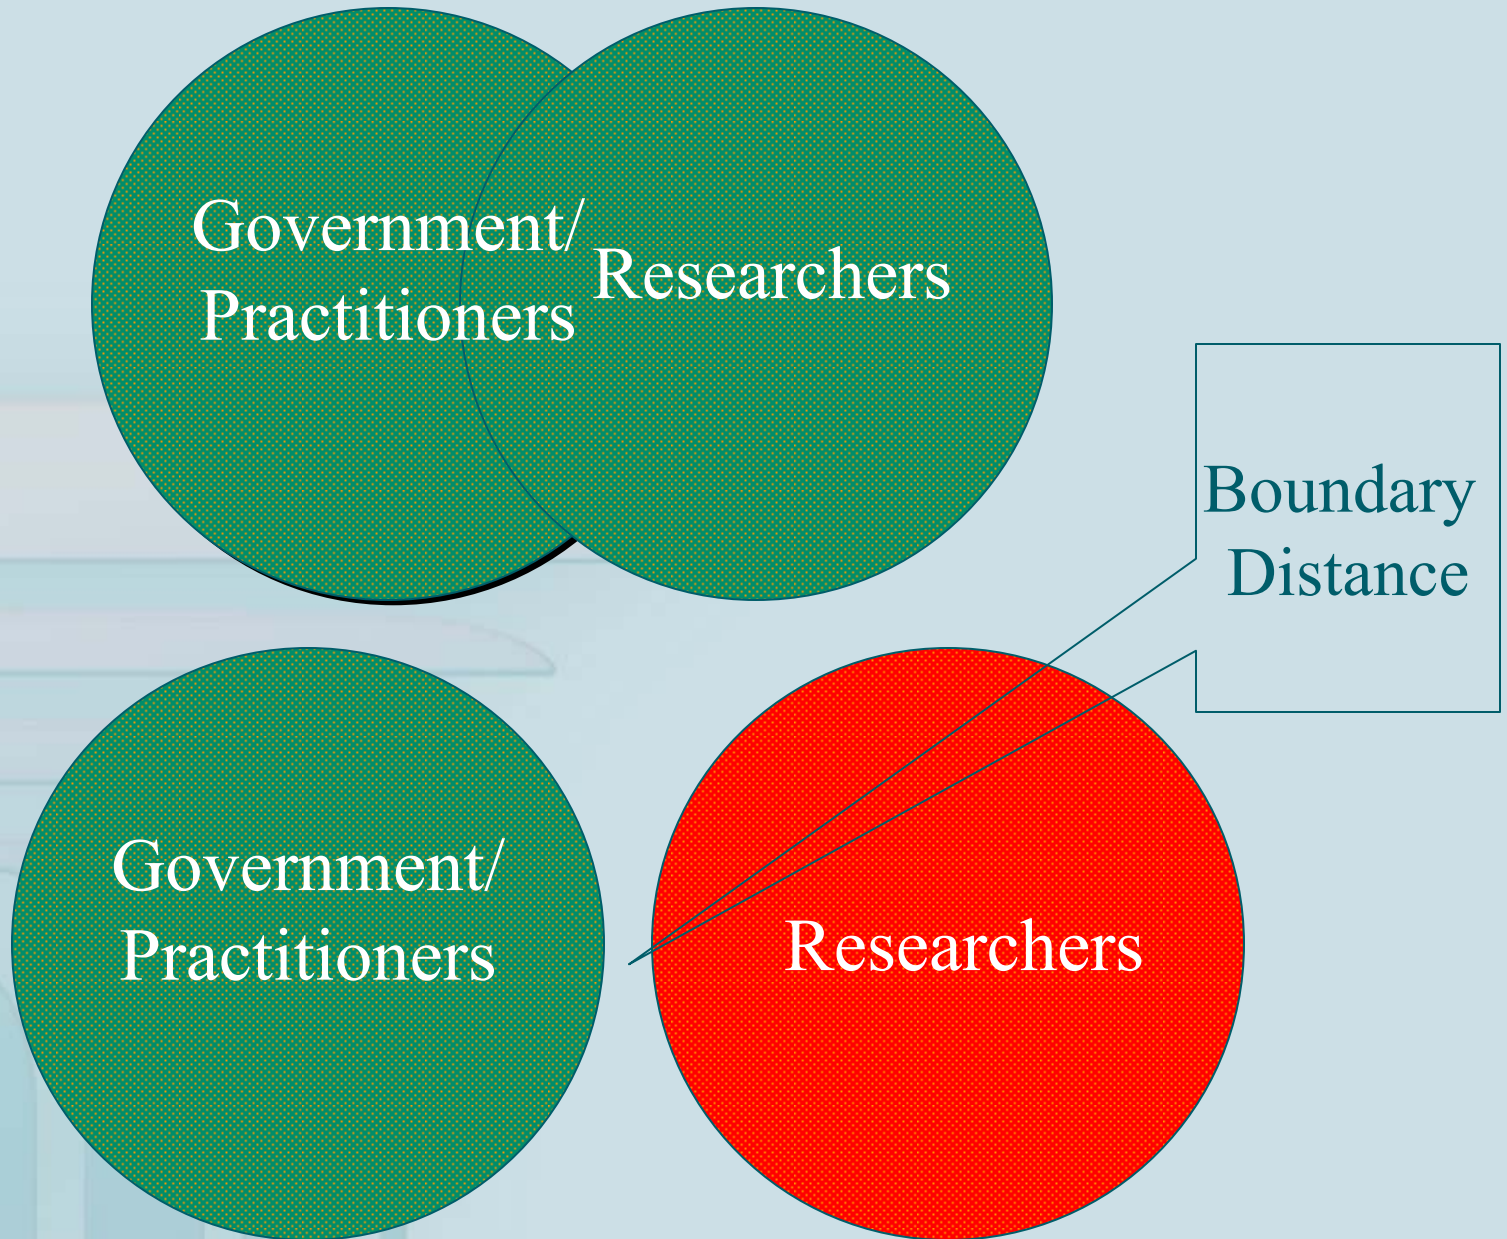 Government/
Practitioners
Researchers
Boundary
Distance
Government/
Practitioners
Researchers